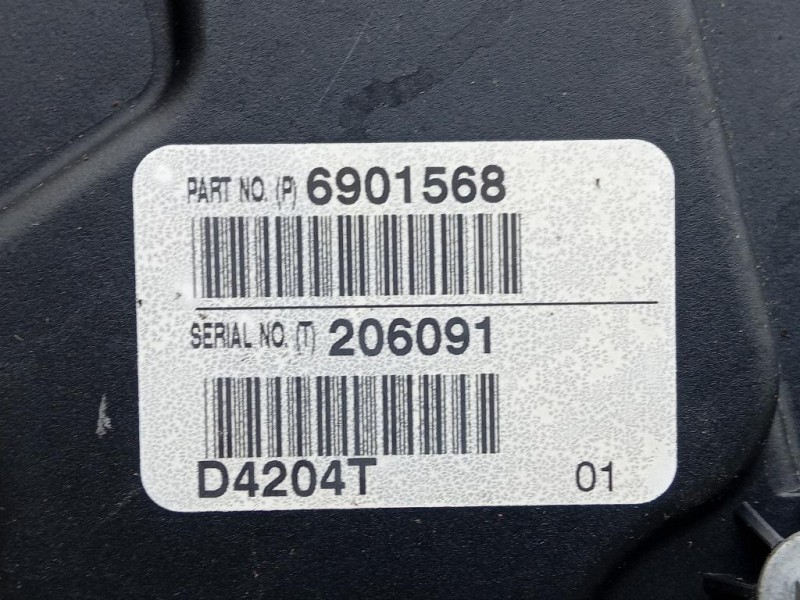 PART NO. (P) 6901568
SERIAL NO. (T) 206091
D4204T 01